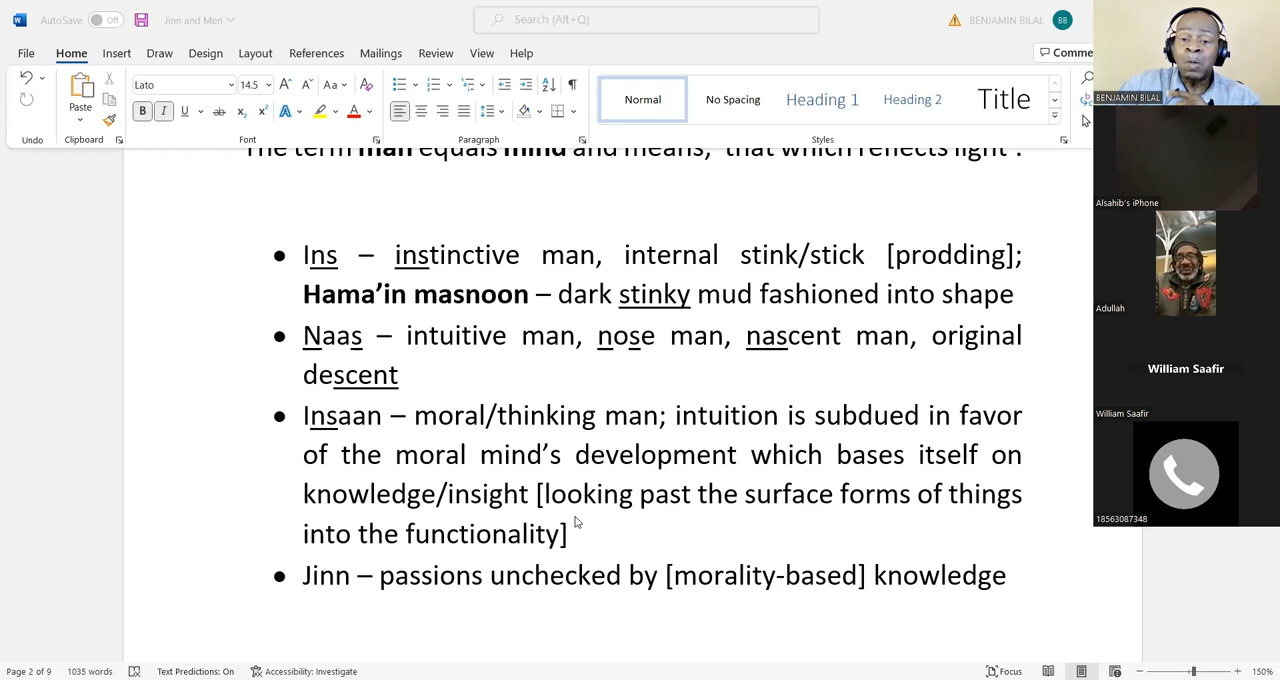 AutoSave Off Jinn and Men Search (Alt+Q) BENJAMIN BILAL BB
File Home Insert Draw Design Layout References Mailings Review View Help Comme
Lato 14.5 Aa
Paste
B I U ab x₂ x² A A
Normal No Spacing Heading 1 Heading 2 Title
Undo Clipboard Font Paragraph Styles
BENJAMIN BILAL
The term man equals mind and means, "that which reflects light".
Alsahib's iPhone
• Ins – instinctive man, internal stink/stick [prodding];
Hama’in masnoon – dark stinky mud fashioned into shape
Adullah
• Naas – intuitive man, nose man, nascent man, original
descent
William Saafir
William Saafir
• Insaan – moral/thinking man; intuition is subdued in favor
of the moral mind’s development which bases itself on
knowledge/insight [looking past the surface forms of things
into the functionality]
18563087348
• Jinn – passions unchecked by [morality-based] knowledge
Page 2 of 9 1035 words Text Predictions: On Accessibility: Investigate Focus 150%